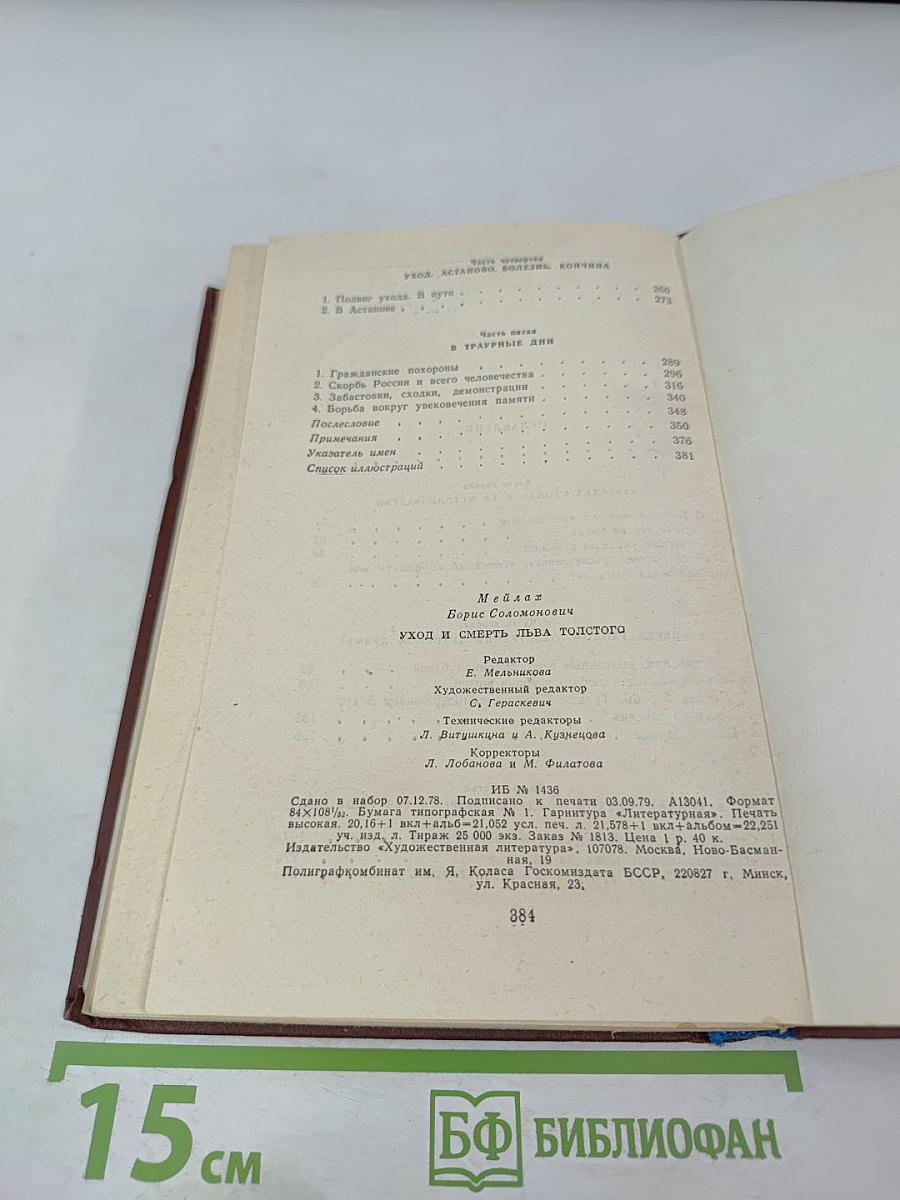 Часть четвертая
УХОД. АСТАПОВО. БОЛЕЗНЬ. КОНЧИНА
1. Подвиг ухода. В пути . . . . . . . . . . 260
2. В Астапове . . . . . . . . . . . 273
Часть пятая
В ТРАУРНЫЕ ДНИ
1. Гражданские похороны . . . . . . . . . 289
2. Скорбь России и всего человечества . . . . . . 296
3. Забастовки, сходки, демонстрации . . . . . . 316
4. Борьба вокруг увековечения памяти . . . . . . 340
Послесловие . . . . . . . . . . . . 348
Примечания . . . . . . . . . . . . 350
Указатель имен . . . . . . . . . . . 376
Список иллюстраций . . . . . . . . . . 381
Мейлах
Борис Соломонович
УХОД И СМЕРТЬ ЛЬВА ТОЛСТОГО
Редактор
Е. Мельникова
Художественный редактор
С. Гераскевич
Технические редакторы
Л. Витушкина и А. Кузнецова
Корректоры
Л. Лобанова и М. Филатова
ИБ № 1436
Сдано в набор 07.12.78. Подписано к печати 03.09.79. А13041. Формат
84×108¹/₃₂. Бумага типографская № 1. Гарнитура «Литературная». Печать
высокая. 20,16+1 вкл+альб=21,052 усл. печ. л. 21,578+1 вкл+альбом=22,251
уч. изд. л. Тираж 25 000 экз. Заказ № 1813. Цена 1 р. 40 к.
Издательство «Художественная литература». 107078. Москва, Ново-Басман-
ная, 19
Полиграфкомбинат им. Я. Коласа Госкомиздата БССР, 220827 г. Минск,
ул. Красная, 23.
384
15 см
БФ БИБЛИОФАН